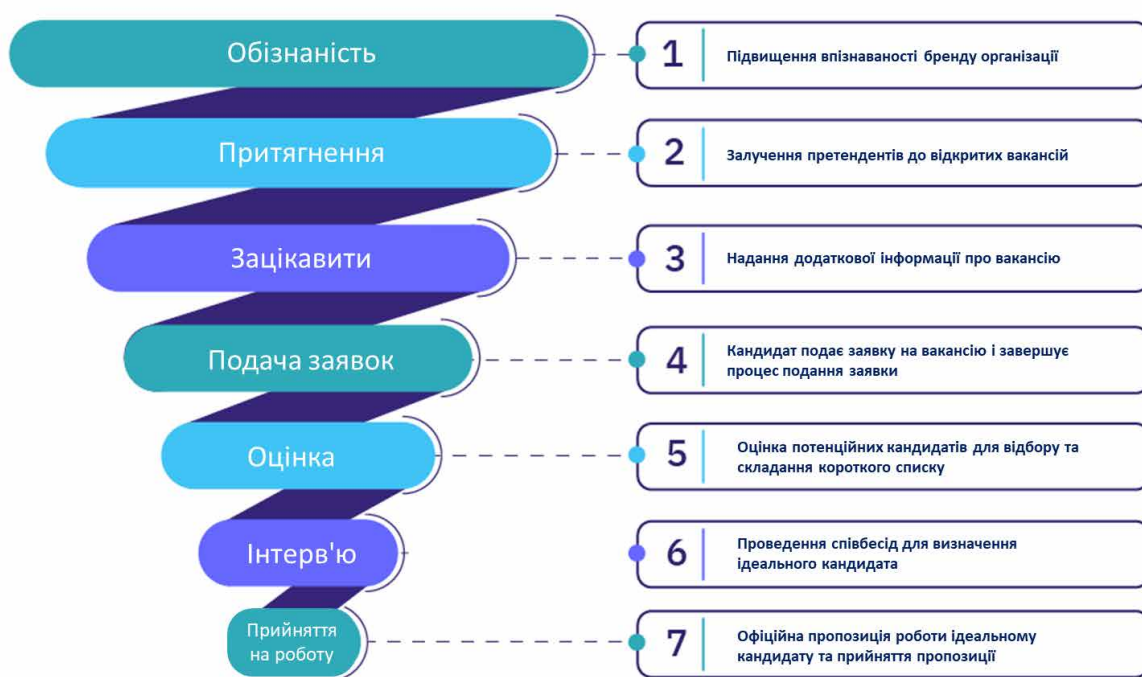 Обізнаність
1
Підвищення впізнаваності бренду організації
Притягнення
2
Залучення претендентів до відкритих вакансій
Зацікавити
3
Надання додаткової інформації про вакансію
Подача заявок
4
Кандидат подає заявку на вакансію і завершує
процес подання заявки
Оцінка
5
Оцінка потенційних кандидатів для відбору та
складання короткого списку
Інтерв'ю
6
Проведення співбесід для визначення
ідеального кандидата
Прийняття
на роботу
7
Офіційна пропозиція роботи ідеальному
кандидату та прийняття пропозиції